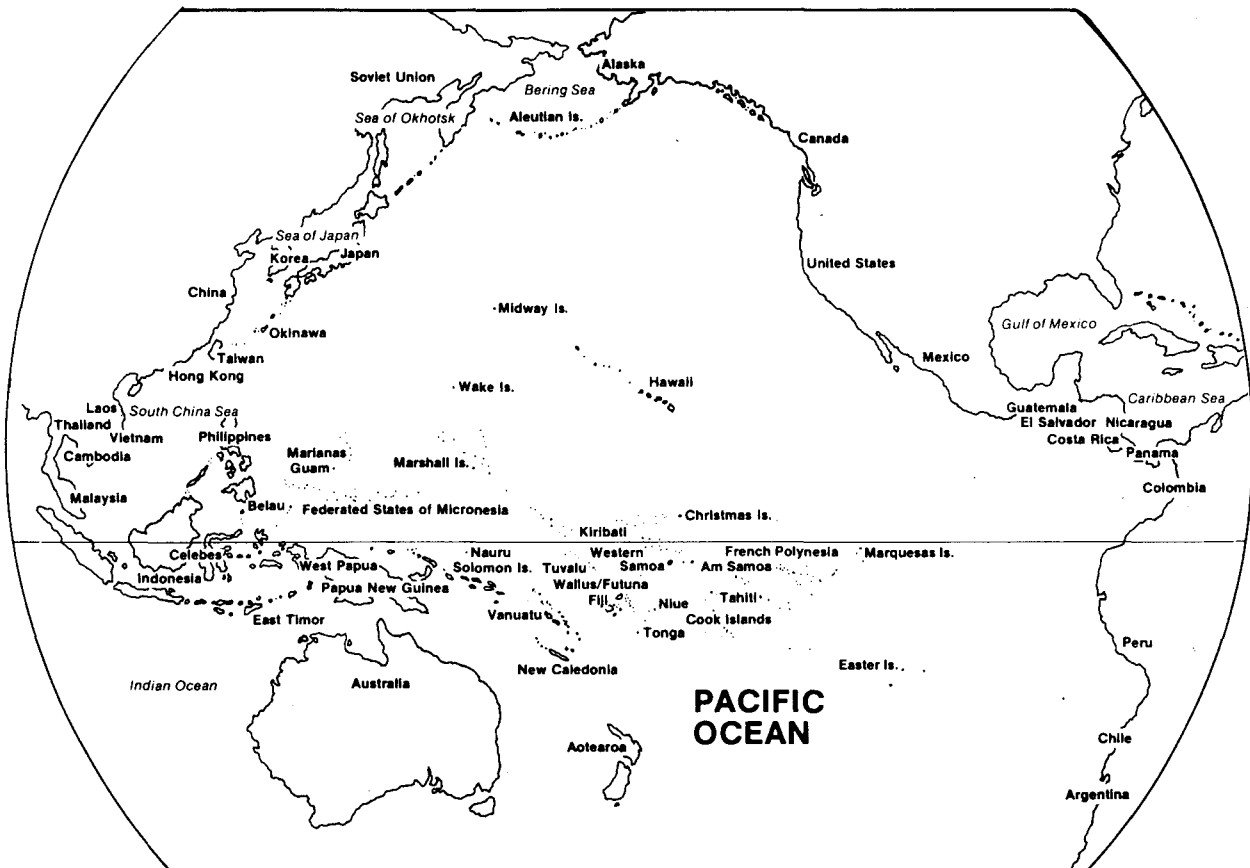 Alaska
Soviet Union
Bering Sea
Sea of Okhotsk
Aleutian Is.
Canada
Sea of Japan
Korea
Japan
United States
China
Midway Is.
Gulf of Mexico
Okinawa
Taiwan
Mexico
Hong Kong
Wake Is.
Hawaii
Caribbean Sea
Laos
South China Sea
Guatemala
Thailand
El Salvador
Nicaragua
Vietnam
Philippines
Costa Rica
Cambodia
Marianas
Guam
Marshall Is.
Panama
Malaysia
Colombia
Belau
Federated States of Micronesia
Christmas Is.
Kiribati
Celebes
Nauru
Western
Samoa
French Polynesia
Marquesas Is.
West Papua
Solomon Is.
Tuvalu
Am Samoa
Indonesia
Papua New Guinea
Wallus/Futuna
Fiji
Tahiti
Niue
East Timor
Vanuatu
Cook Islands
Tonga
Peru
New Caledonia
Easter Is.
Indian Ocean
Australia
PACIFIC
OCEAN
Aotearoa
Chile
Argentina